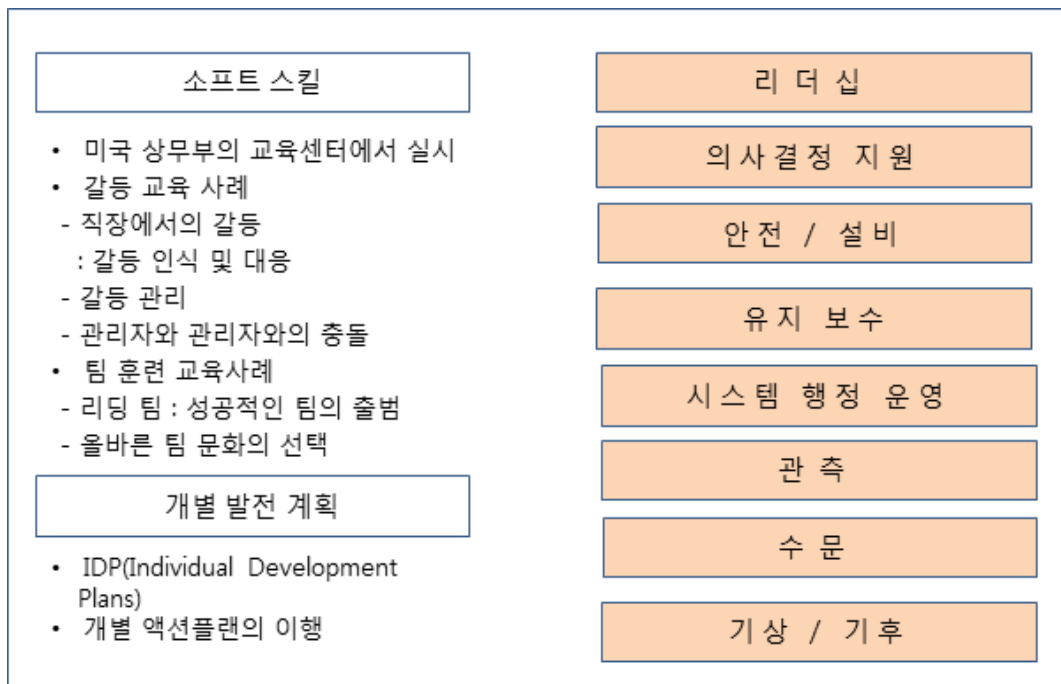 소프트 스킬
• 미국 상무부의 교육센터에서 실시
• 갈등 교육 사례
- 직장에서의 갈등
: 갈등 인식 및 대응
- 갈등 관리
- 관리자와 관리자와의 충돌
• 팀 훈련 교육사례
- 리딩 팀 : 성공적인 팀의 출범
- 올바른 팀 문화의 선택
개별 발전 계획
• IDP(Individual Development
Plans)
• 개별 액션플랜의 이행
리 더 십
의 사 결 정 지 원
안 전 / 설 비
유 지 보 수
시 스 템 행 정 운 영
관 측
수 문
기 상 / 기 후